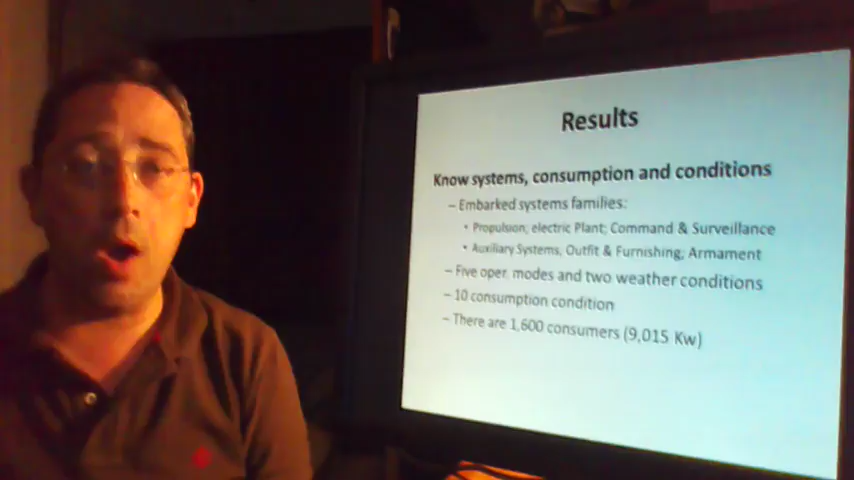 Results
Know systems, consumption and conditions
– Embarked systems families:
• Propulsion; electric Plant; Command & Surveillance
• Auxiliary Systems, Outfit & Furnishing; Armament
– Five oper. modes and two weather conditions
– 10 consumption condition
– There are 1,600 consumers (9,015 Kw)